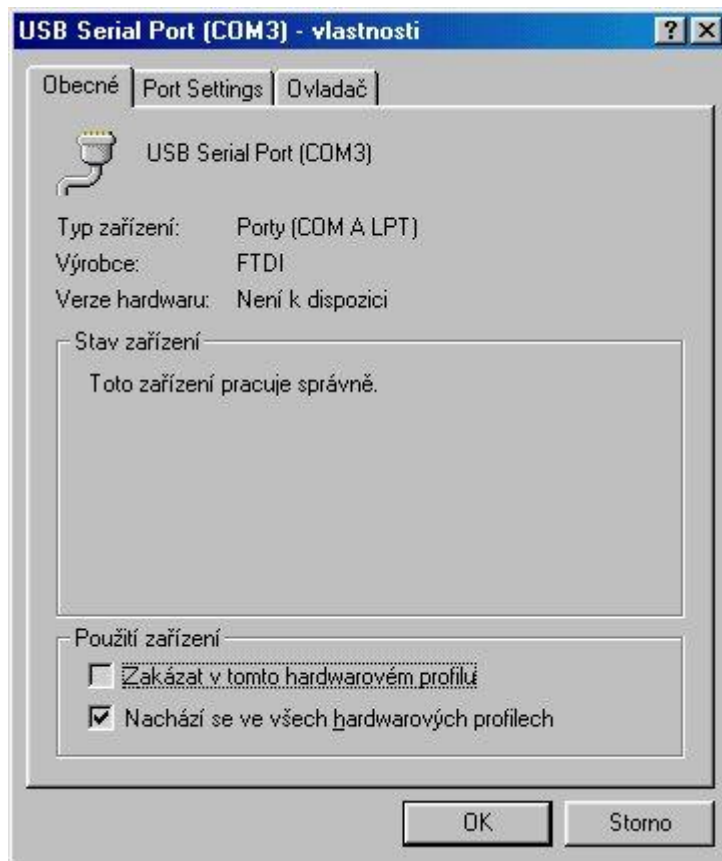 USB Serial Port (COM3) - vlastnosti
Obecné Port Settings Ovladač
USB Serial Port (COM3)
Typ zařízení: Porty (COM A LPT)
Výrobce: FTDI
Verze hardwaru: Není k dispozici
Stav zařízení
Toto zařízení pracuje správně.
Použití zařízení
Zakázat v tomto hardwarovém profilu
Nachází se ve všech hardwarových profilech
OK Storno